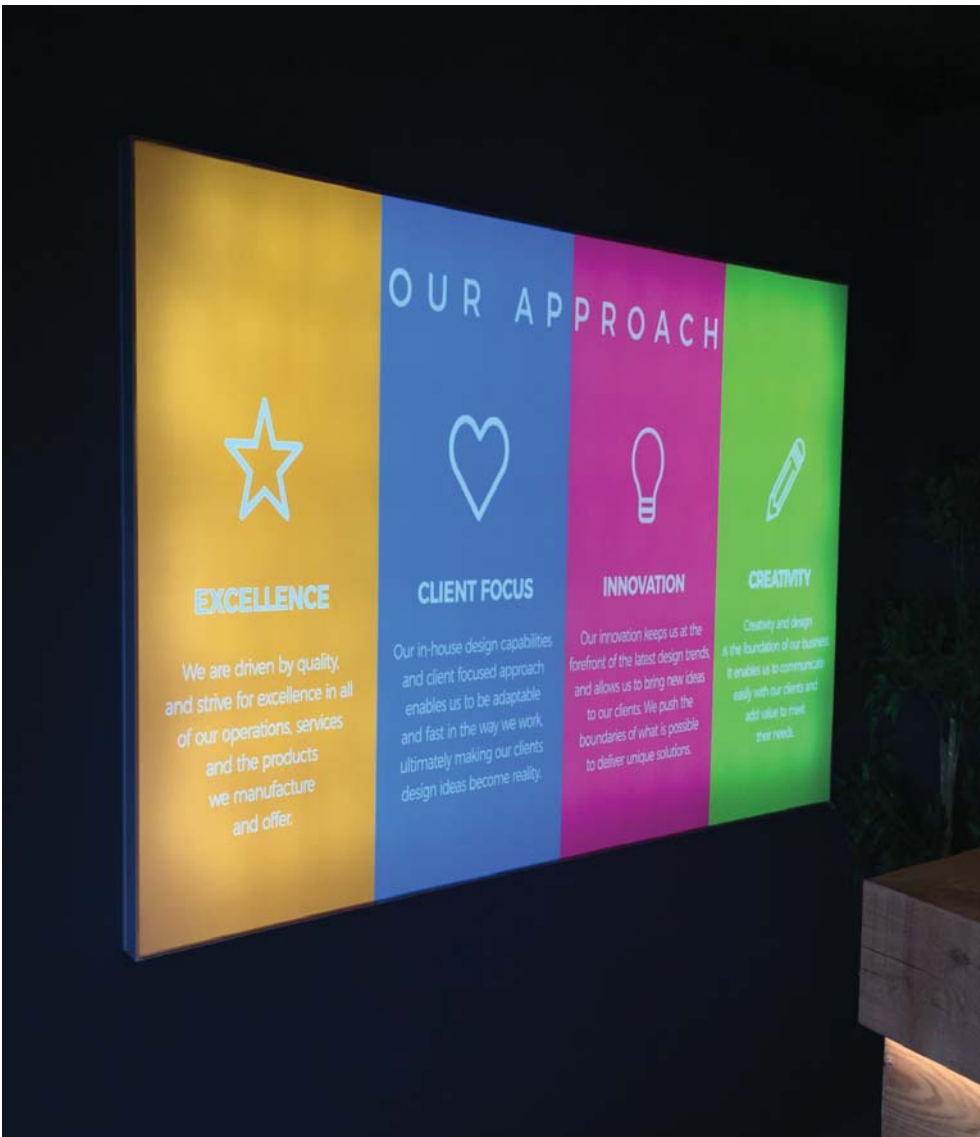 OUR APPROACH
EXCELLENCE
We are driven by quality,
and strive for excellence in all
of our operations, services
and the products
we manufacture
and offer.
CLIENT FOCUS
Our in-house design capabilities
and client focused approach
enables us to be adaptable
and fast in the way we work,
ultimately making our clients
design ideas become reality.
INNOVATION
Our innovation keeps us at the
forefront of the latest design trends,
and allows us to bring new ideas
to our clients. We push the
boundaries of what is possible
to deliver unique solutions.
CREATIVITY
Creativity and design
is the foundation of our business.
It enables us to communicate
easily with our clients and
add value to meet
their needs.